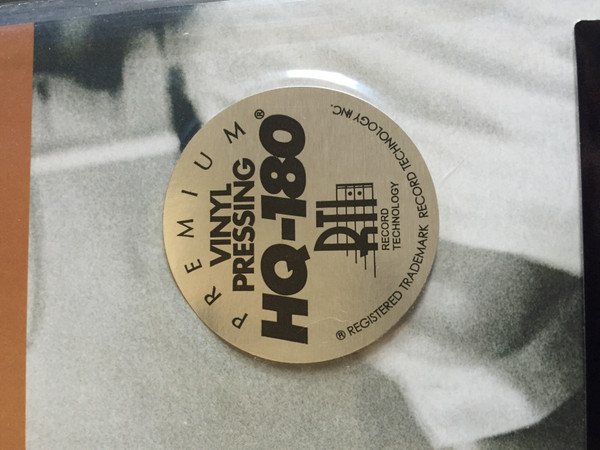 PREMIUM
VINYL
PRESSING
HQ-180®
RTI
RECORD
TECHNOLOGY
® REGISTERED TRADEMARK RECORD TECHNOLOGY INC.